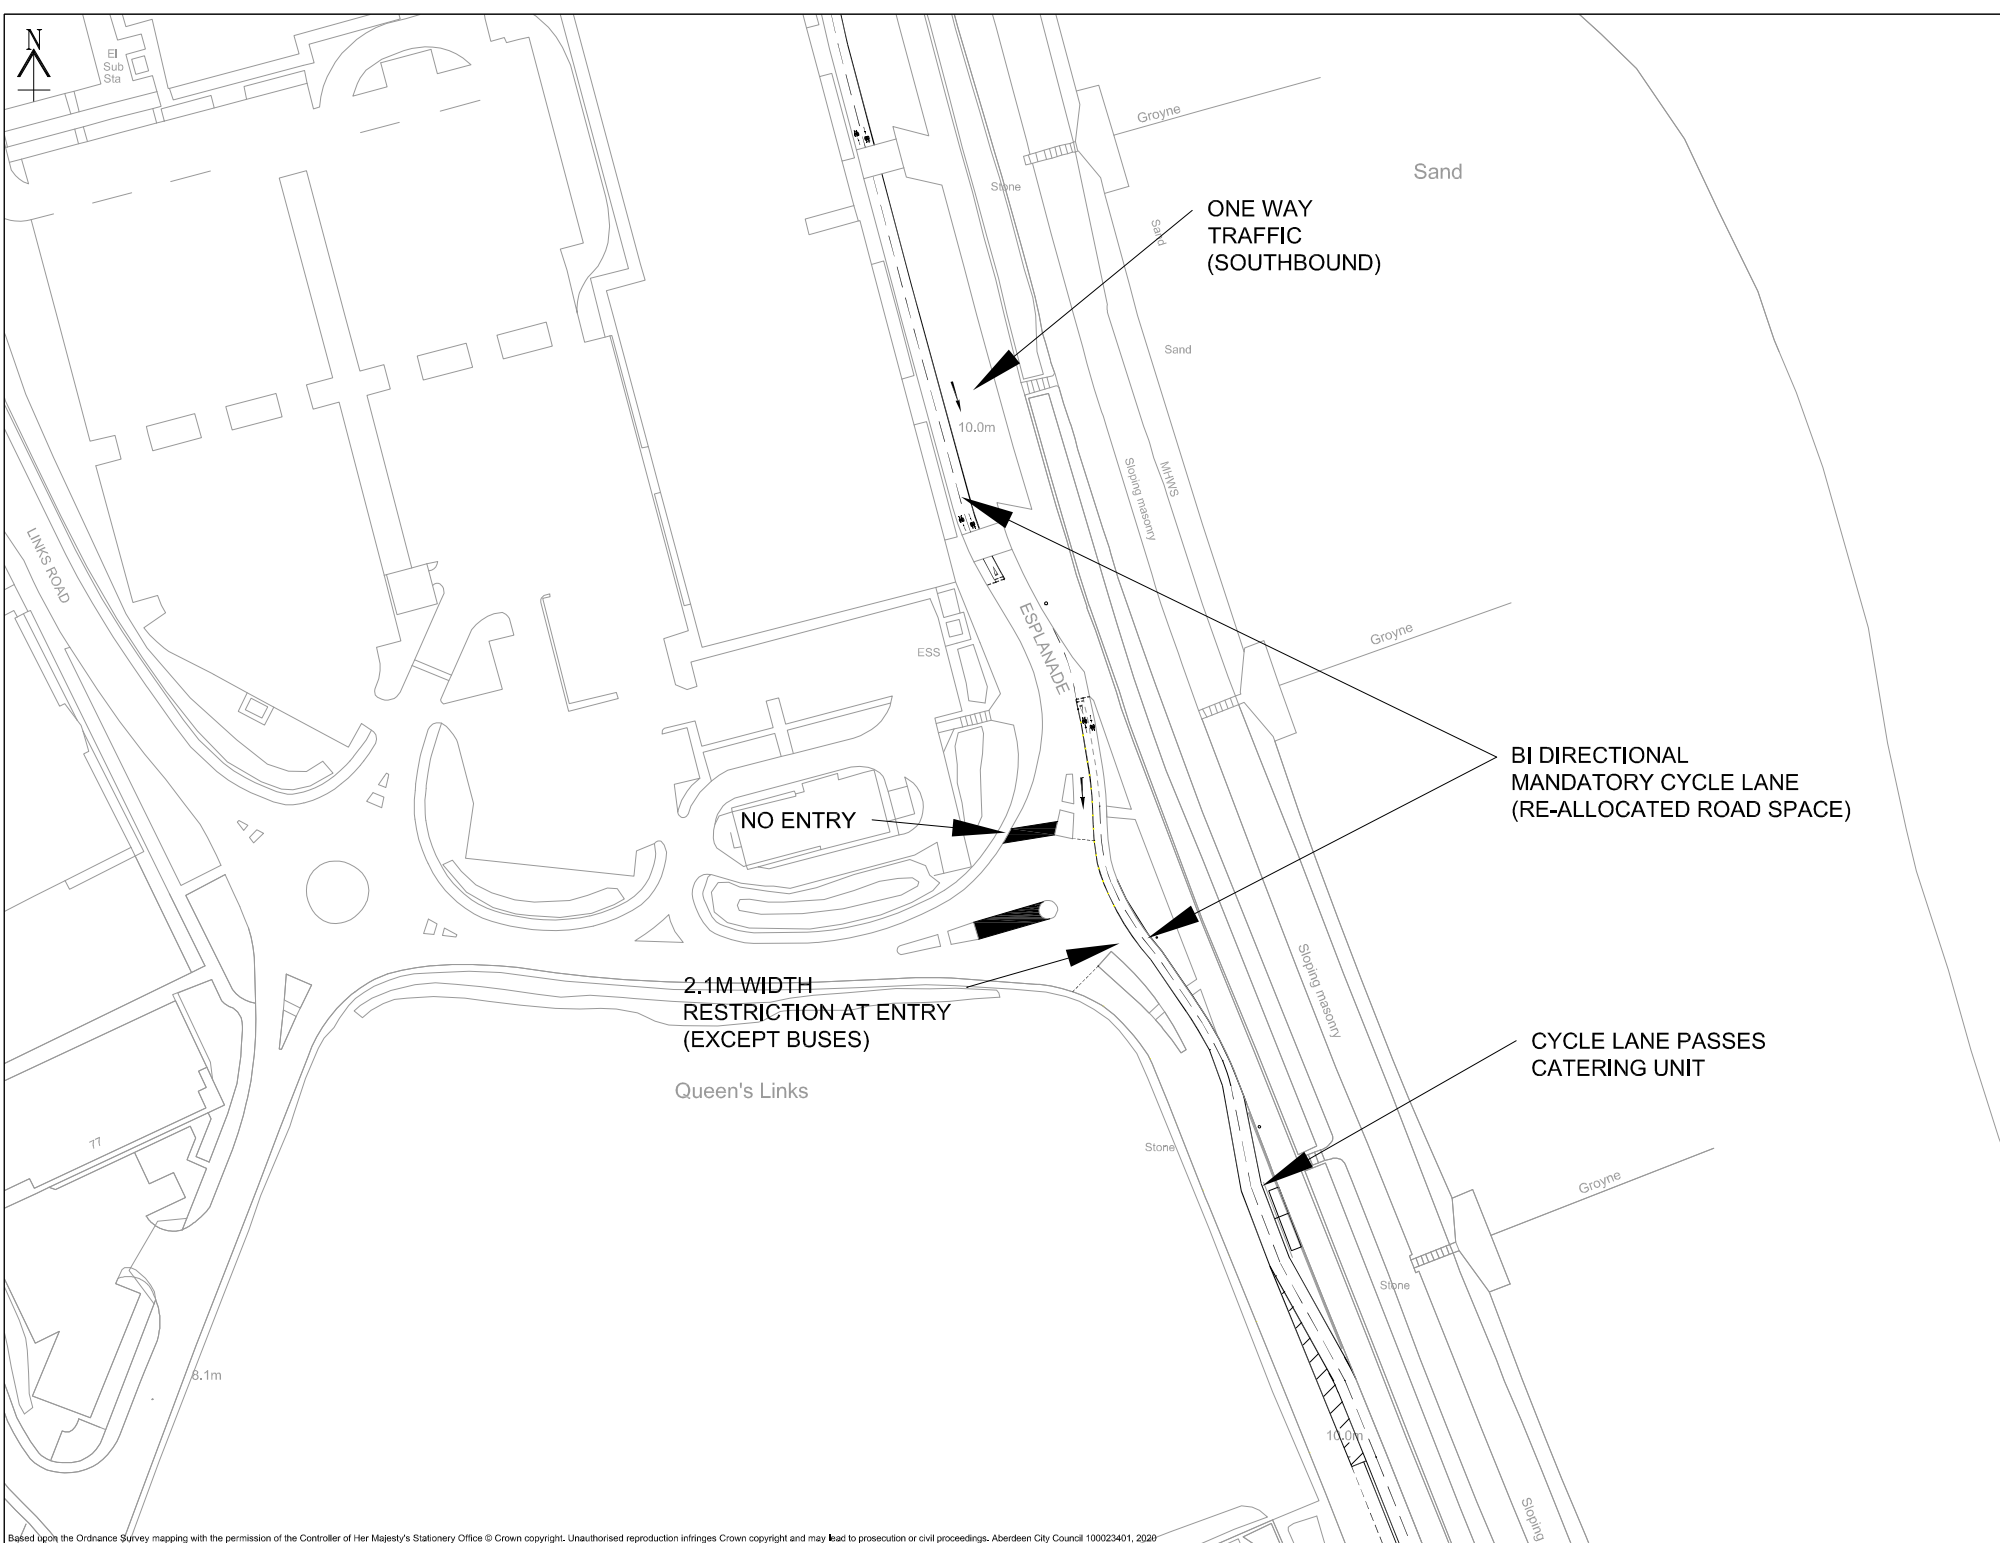 N
El
Sub
Sta
Groyne
Sand
Stone
ONE WAY
TRAFFIC
(SOUTHBOUND)
Sand
Sand
10.0m
Sloping masonry
MHWS
LINKS ROAD
ESPLANADE
Groyne
ESS
BI DIRECTIONAL
MANDATORY CYCLE LANE
(RE-ALLOCATED ROAD SPACE)
NO ENTRY
2.1M WIDTH
RESTRICTION AT ENTRY
(EXCEPT BUSES)
Sloping masonry
CYCLE LANE PASSES
CATERING UNIT
Queen's Links
77
Stone
Groyne
Stone
8.1m
10.0m
Sloping
Based upon the Ordnance Survey mapping with the permission of the Controller of Her Majesty's Stationery Office © Crown copyright. Unauthorised reproduction infringes Crown copyright and may lead to prosecution or civil proceedings. Aberdeen City Council 100023401, 2020